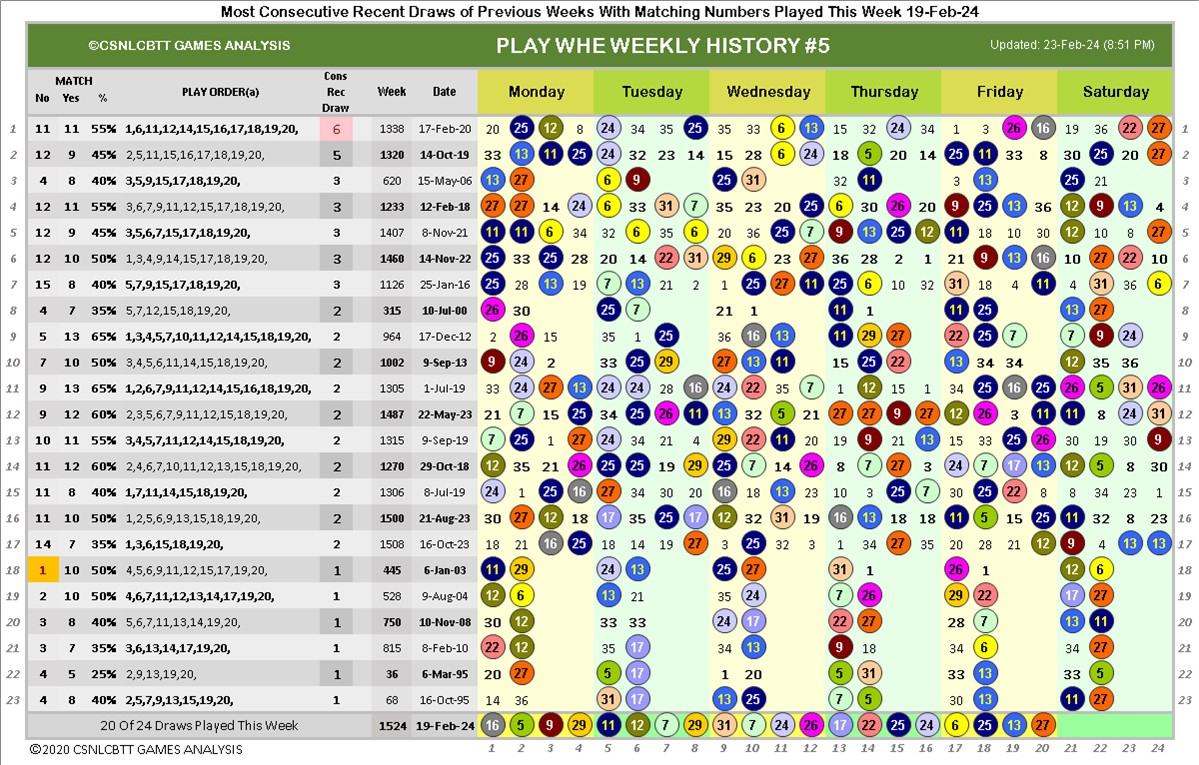 Most Consecutive Recent Draws of Previous Weeks With Matching Numbers Played This Week 19-Feb-24
©CSNLCBTT GAMES ANALYSIS PLAY WHE WEEKLY HISTORY #5 Updated: 23-Feb-24 (8:51 PM)
No MATCH Yes % PLAY ORDER(a) Cons Rec Draw Week Date Monday Tuesday Wednesday Thursday Friday Saturday
1 11 11 55% 1,6,11,12,14,15,16,17,18,19,20, 6 1338 17-Feb-20 20 25 12 8 24 34 35 25 35 33 6 13 15 32 24 34 1 3 26 16 19 36 22 27 1
2 12 9 45% 2,5,11,15,16,17,18,19,20, 5 1320 14-Oct-19 33 13 11 25 24 32 23 14 15 28 6 24 18 5 20 14 25 11 33 8 30 25 20 27 2
3 4 8 40% 3,5,9,15,17,18,19,20, 3 620 15-May-06 13 27 6 9 25 31 32 11 3 13 25 21 3
4 12 11 55% 2,5,7,9,11,12,15,17,18,19,20 3 1233 12-Feb-18 27 27 14 24 6 33 31 7 35 23 20 25 6 30 26 20 9 25 13 36 12 9 13 4 4
5 12 9 45% 3,5,6,7,15,17,18,19,20, 3 1407 8-Nov-21 11 11 6 34 32 6 35 6 20 36 25 7 9 13 25 12 11 18 10 30 12 10 8 27 5
6 12 10 50% 1,3,4,9,14,15,17,18,19,20, 3 1460 14-Nov-22 25 33 25 28 20 14 22 31 29 6 23 27 36 28 2 1 21 9 13 16 10 27 22 10 6
7 15 8 40% 5,7,9,15,17,18,19,20, 3 1126 25-Jan-16 25 28 13 19 7 13 21 2 1 25 27 11 25 6 10 32 31 18 4 11 4 31 34 6 7
8 4 7 35% 5,7,12,15,18,19,20, 2 315 10-Jul-00 26 30 25 7 21 1 11 1 11 25 13 27 8
9 5 13 65% 1,3,4,5,7,10,11,12,14,15,18,19,20, 2 964 17-Dec-12 2 26 15 35 1 25 36 16 13 11 29 27 22 25 7 7 9 24 9
10 7 10 50% 3,4,5,6,11,14,15,18,19,20, 2 1002 9-Sep-13 9 24 2 33 25 29 27 13 11 15 25 22 13 34 34 12 35 36 10
11 9 13 65% 1,2,6,7,9,11,12,14,15,16,18,19,20, 2 1305 1-Jul-19 33 24 27 13 24 24 28 16 24 22 35 7 1 12 15 1 34 25 16 25 26 5 31 26 11
12 9 12 60% 2,3,5,6,7,9,11,12,15,18,19,20, 2 1487 22-May-23 21 7 15 25 34 25 26 11 13 32 5 21 27 27 9 27 12 26 3 11 11 8 24 31 12
13 10 11 55% 3,4,5,7,11,12,14,15,18,19,20, 2 1315 9-Sep-19 7 25 1 27 24 34 21 4 29 22 11 20 19 9 21 13 15 33 25 26 30 19 30 9 13
14 11 12 60% 2,4,6,7,10,11,12,13,15,18,19,20, 2 1270 29-Oct-18 12 35 21 26 25 25 19 29 25 7 14 26 8 7 27 3 24 7 17 13 12 5 8 30 14
15 11 8 40% 1,7,11,14,15,18,19,20, 2 1306 8-Jul-19 24 1 25 16 27 34 30 20 16 18 13 23 10 3 25 7 30 25 22 8 8 34 23 1 15
16 11 10 50% 1,2,5,6,9,13,15,18,19,20, 2 1500 21-Aug-23 30 27 12 18 17 35 25 17 12 32 31 19 16 13 18 18 11 5 15 25 11 32 8 23 16
17 14 7 35% 1,3,6,15,18,19,20, 2 1508 16-Oct-23 18 21 16 25 18 14 19 27 3 25 32 3 1 34 27 35 20 28 21 12 9 4 13 13 17
18 1 10 50% 4,5,6,9,11,12,15,17,19,20, 1 445 6-Jan-03 11 29 24 13 25 27 31 1 26 1 12 6 18
19 2 10 50% 4,6,7,11,12,13,14,17,19,20, 1 528 9-Aug-04 12 6 13 21 35 24 7 26 29 22 17 27 19
20 3 8 40% 5,6,7,11,13,14,19,20, 1 750 10-Nov-08 30 12 33 33 24 17 22 27 28 7 13 11 20
21 3 7 35% 3,6,13,14,17,19,20, 1 815 8-Feb-10 22 12 35 17 34 13 9 18 34 6 34 27 21
22 4 5 25% 2,9,13,19,20, 1 36 6-Mar-95 20 27 5 17 1 20 5 31 33 13 33 5 22
23 4 8 40% 2,5,7,9,13,15,19,20, 1 68 16-Oct-95 14 36 31 17 13 25 7 5 30 13 11 27 23
20 Of 24 Draws Played This Week 1524 19-Feb-24 16 5 9 29 11 12 7 29 31 7 24 26 17 22 25 24 6 25 13 27
©2020 CSNLCBTT GAMES ANALYSIS 1 2 3 4 5 6 7 8 9 10 11 12 13 14 15 16 17 18 19 20 21 22 23 24